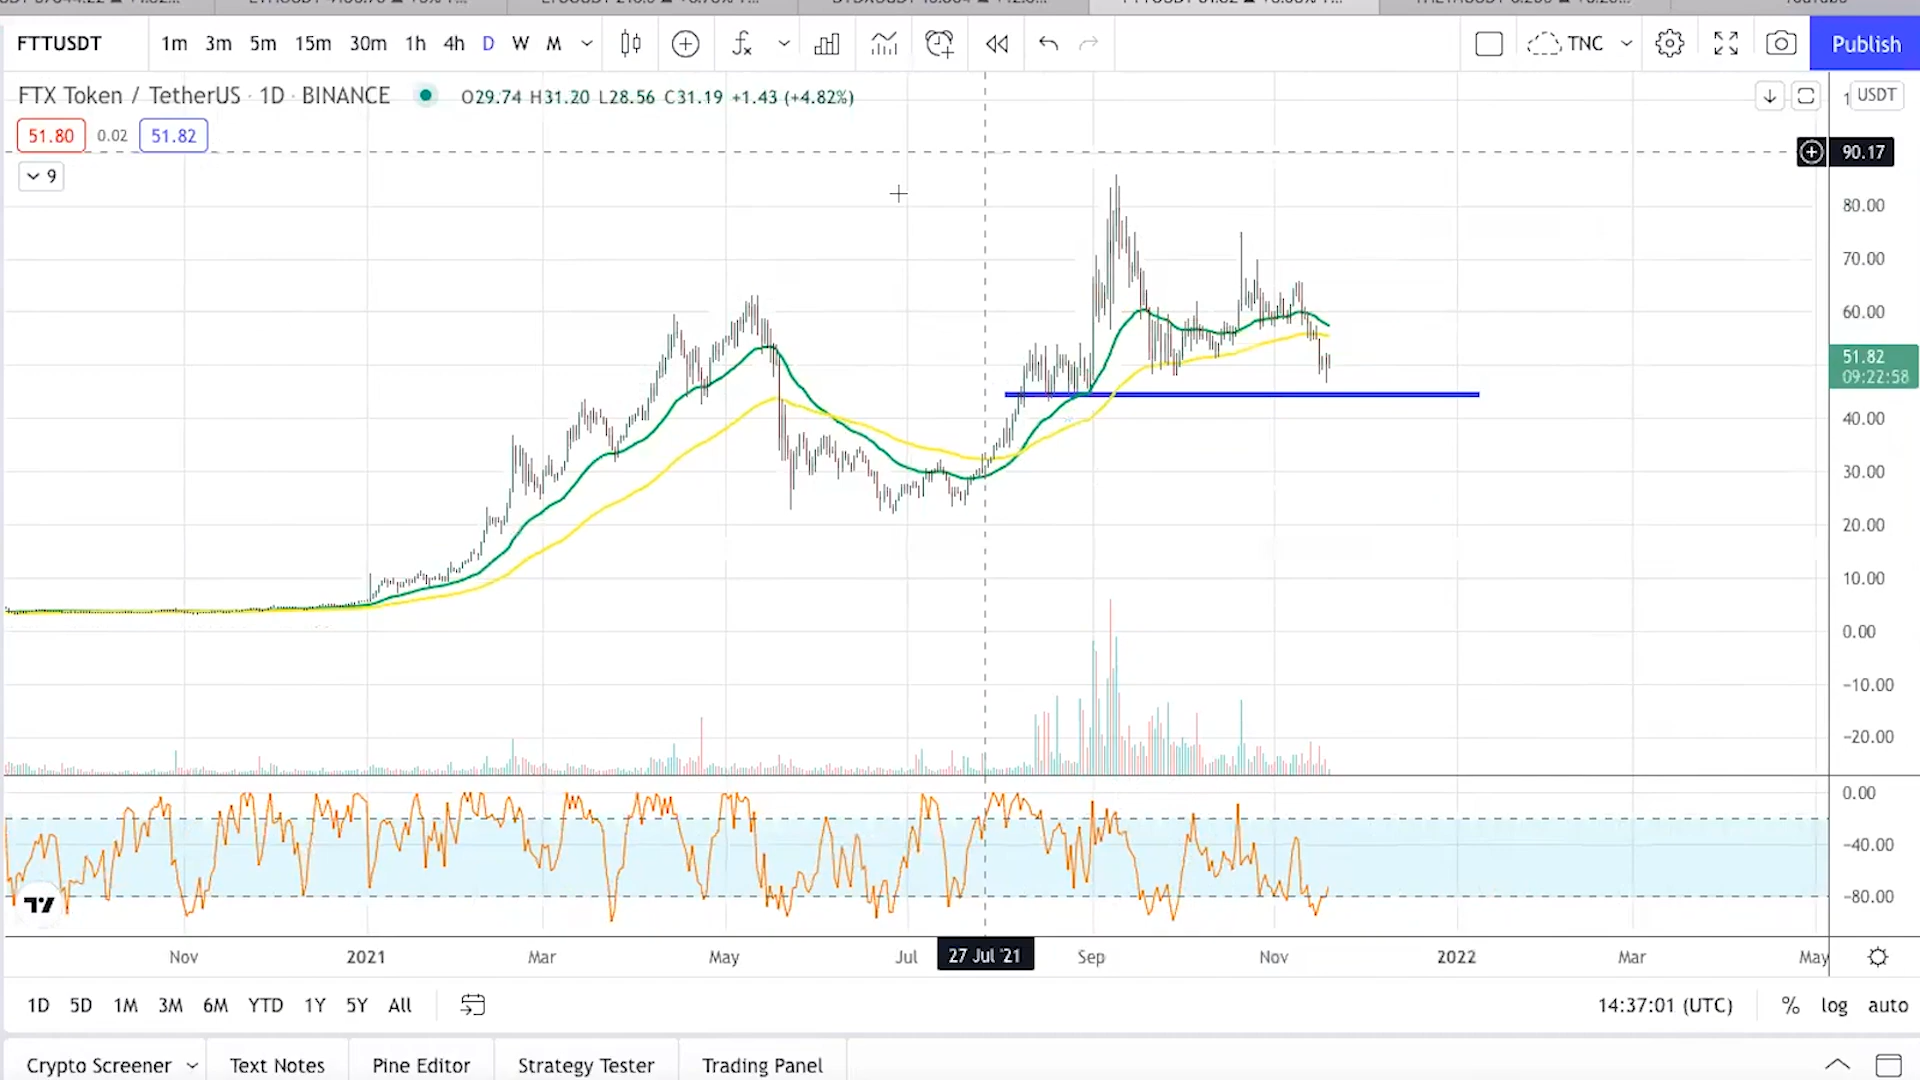 FTTUSDT 1m 3m 5m 15m 30m 1h 4h D W M TNC Publish
FTX Token / TetherUS · 1D · BINANCE O29.74 H31.20 L28.56 C31.19 +1.43 (+4.82%)
USDT
51.80 0.02 51.82
90.17
9
80.00
70.00
60.00
51.82
09:22:58
40.00
30.00
20.00
10.00
0.00
−10.00
−20.00
0.00
−40.00
−80.00
Nov 2021 Mar May Jul 27 Jul '21 Sep Nov 2022 Mar May
1D 5D 1M 3M 6M YTD 1Y 5Y All 14:37:01 (UTC) % log auto
Crypto Screener Text Notes Pine Editor Strategy Tester Trading Panel